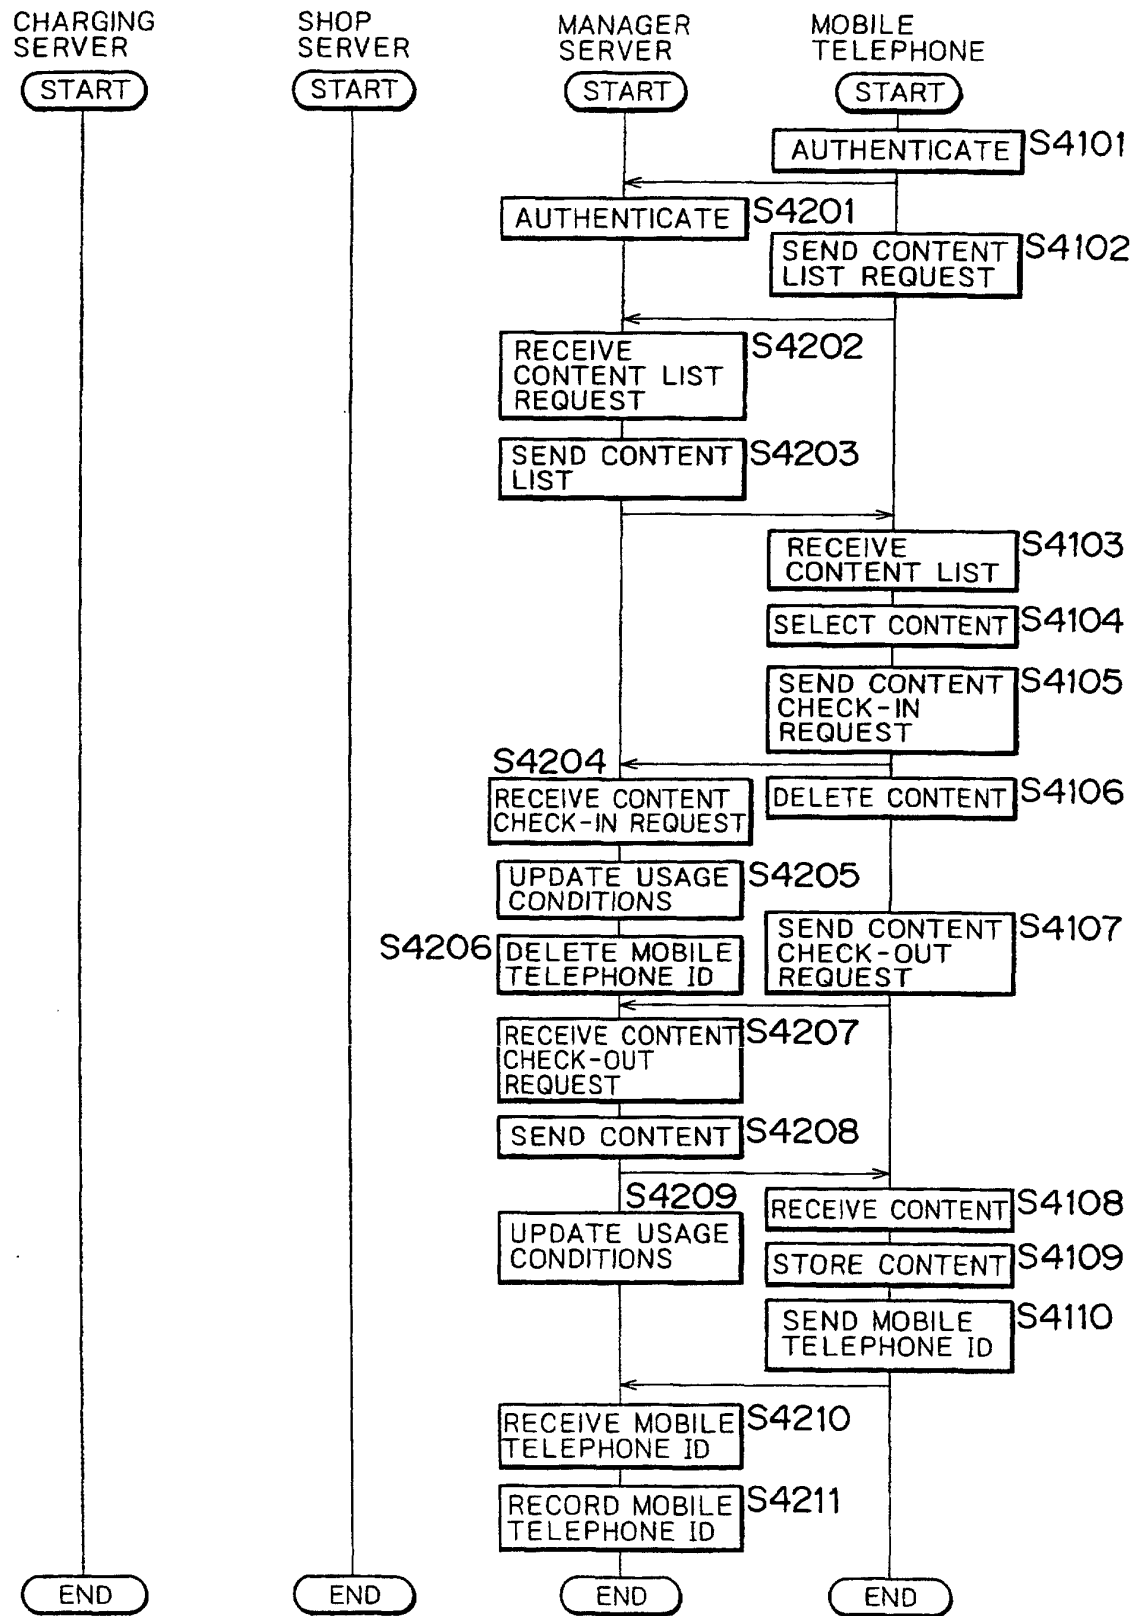 CHARGING
SERVER
SHOP
SERVER
MANAGER
SERVER
MOBILE
TELEPHONE
START
START
START
START
AUTHENTICATE
S4101
AUTHENTICATE
S4201
SEND CONTENT
LIST REQUEST
S4102
RECEIVE
CONTENT LIST
REQUEST
S4202
SEND CONTENT
LIST
S4203
RECEIVE
CONTENT LIST
S4103
SELECT CONTENT
S4104
SEND CONTENT
CHECK-IN
REQUEST
S4105
S4204
RECEIVE CONTENT
CHECK-IN REQUEST
DELETE CONTENT
S4106
UPDATE USAGE
CONDITIONS
S4205
SEND CONTENT
CHECK-OUT
REQUEST
S4107
S4206
DELETE MOBILE
TELEPHONE ID
RECEIVE CONTENT
CHECK-OUT
REQUEST
S4207
SEND CONTENT
S4208
S4209
UPDATE USAGE
CONDITIONS
RECEIVE CONTENT
S4108
STORE CONTENT
S4109
SEND MOBILE
TELEPHONE ID
S4110
RECEIVE MOBILE
TELEPHONE ID
S4210
RECORD MOBILE
TELEPHONE ID
S4211
END
END
END
END